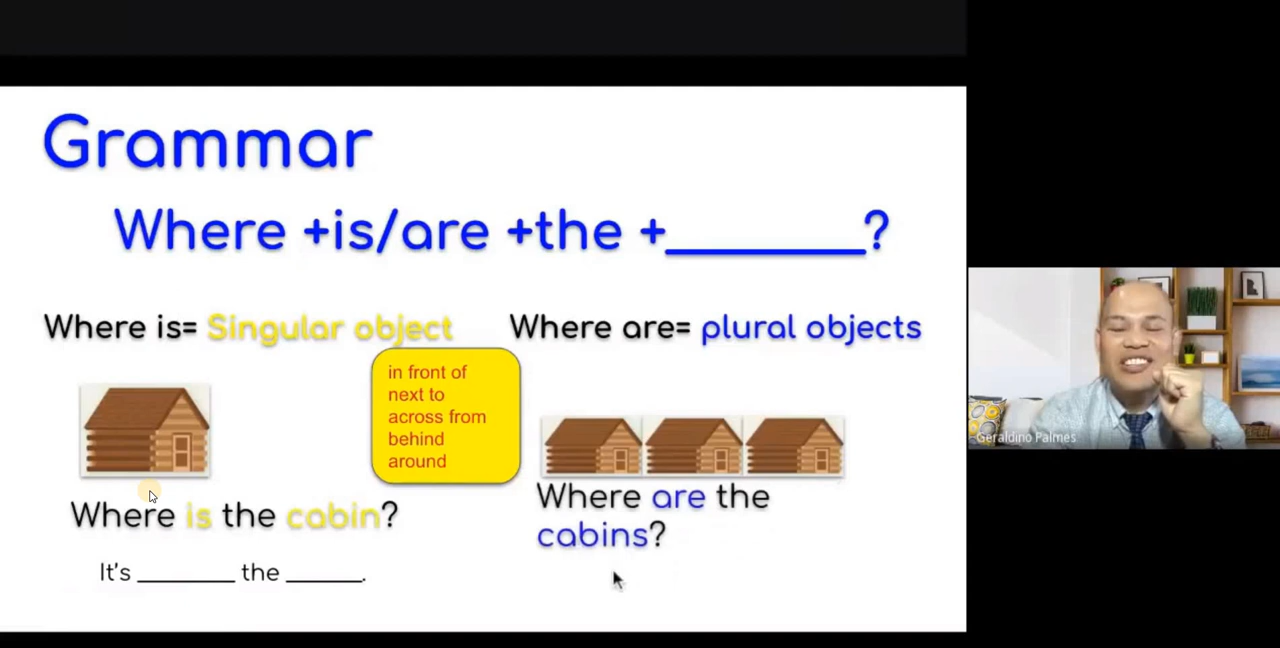 Grammar
Where +is/are +the +_______?
Where is= Singular object
Where are= plural objects
in front of
next to
across from
behind
around
Where is the cabin?
It's ________ the ______.
Where are the
cabins?
Geraldino Palmes